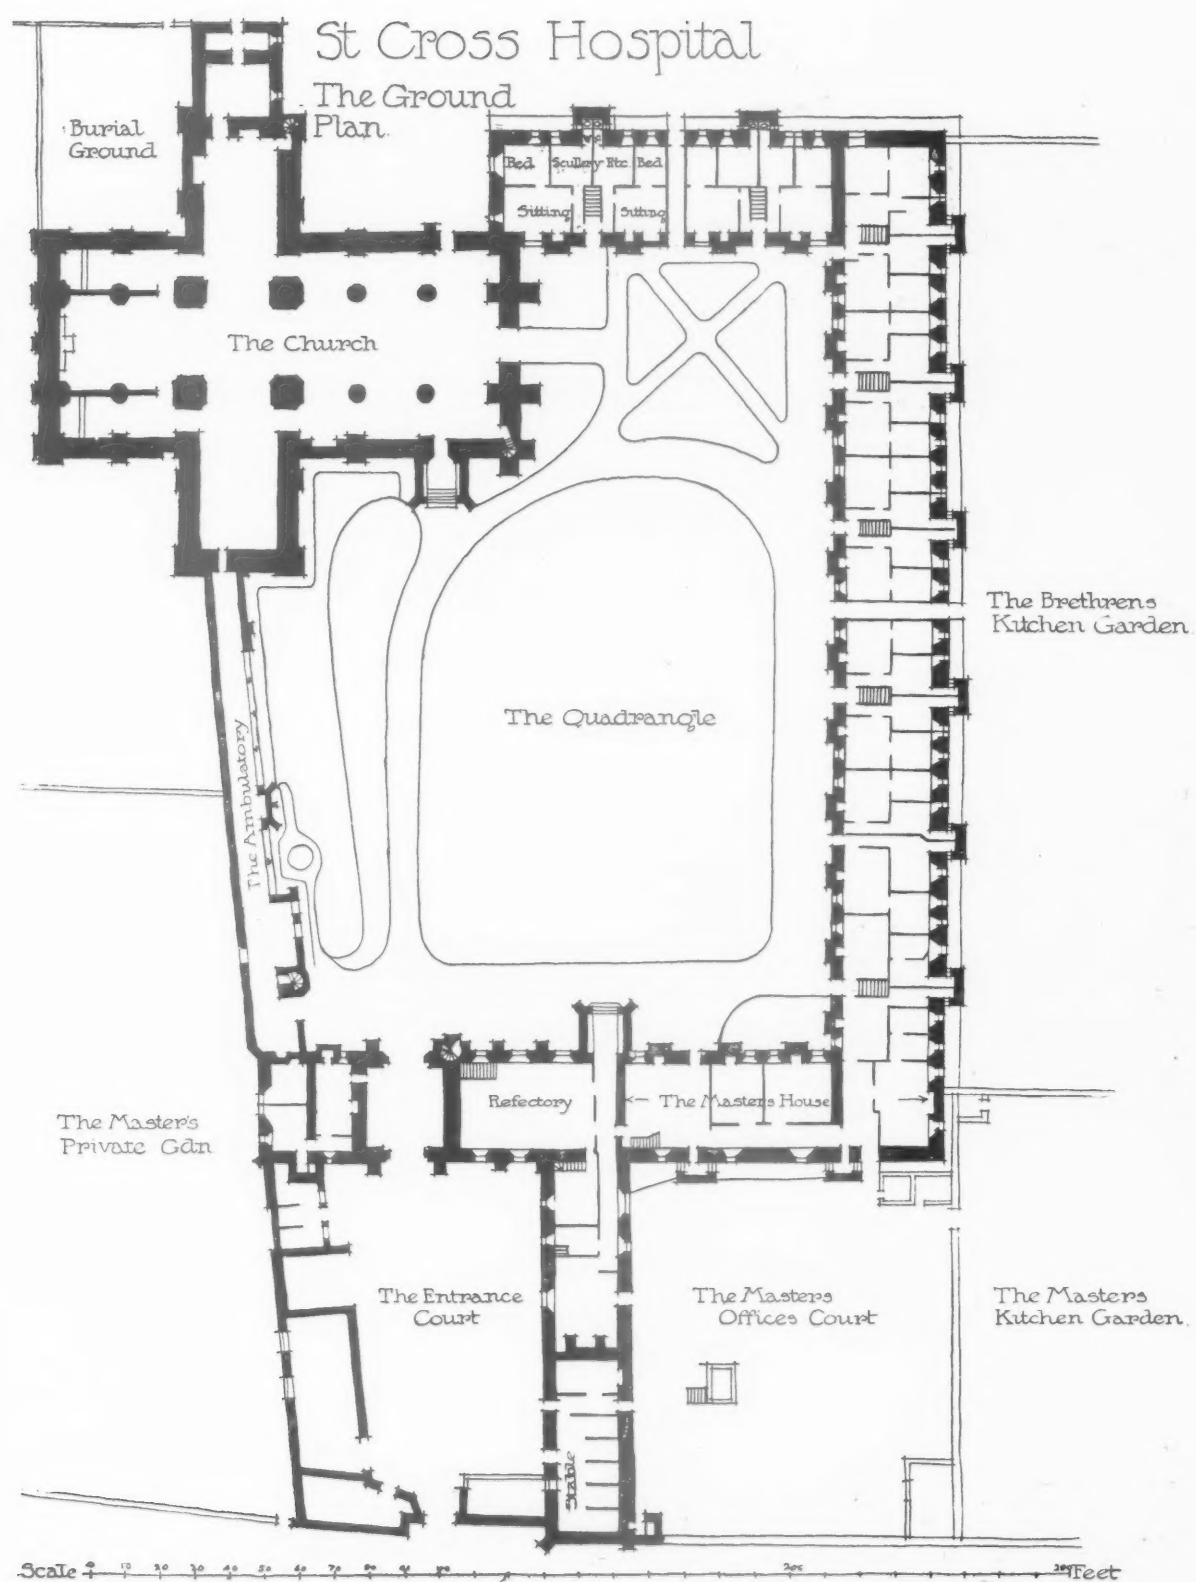 St Cross Hospital
The Ground
Plan.
Burial
Ground
Bed
Scullery Etc
Bed
Sitting
Sitting
The Church
The Brethrens
Kitchen Garden.
The Quadrangle
The Ambulatory
Refectory
← The Masters House →
The Master's
Private Gdn
The Entrance
Court
The Masters
Offices Court
The Masters
Kitchen Garden.
Stable
Scale 0 10 20 30 40 50 60 70 80 90 100 200 300 Feet